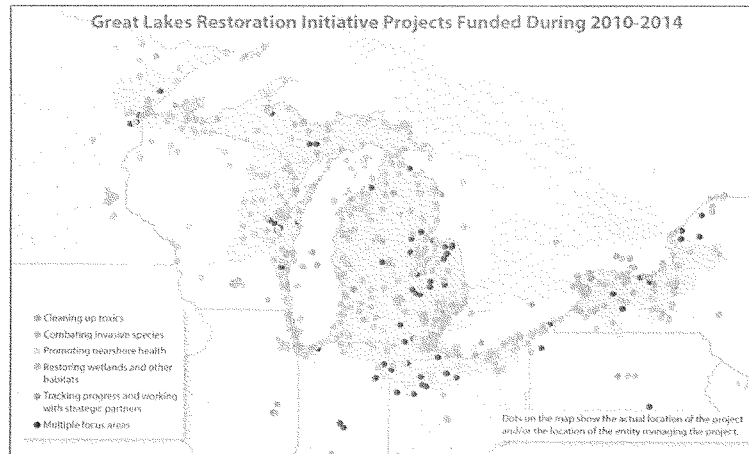 Great Lakes Restoration Initiative Projects Funded During 2010-2014
Cleaning up toxics
Combating invasive species
Promoting nearshore health
Restoring wetlands and other
habitats
Tracking progress and working
with strategic partners
Multiple focus areas
Dots on the map show the actual location of the project
and/or the location of the entity managing the project.